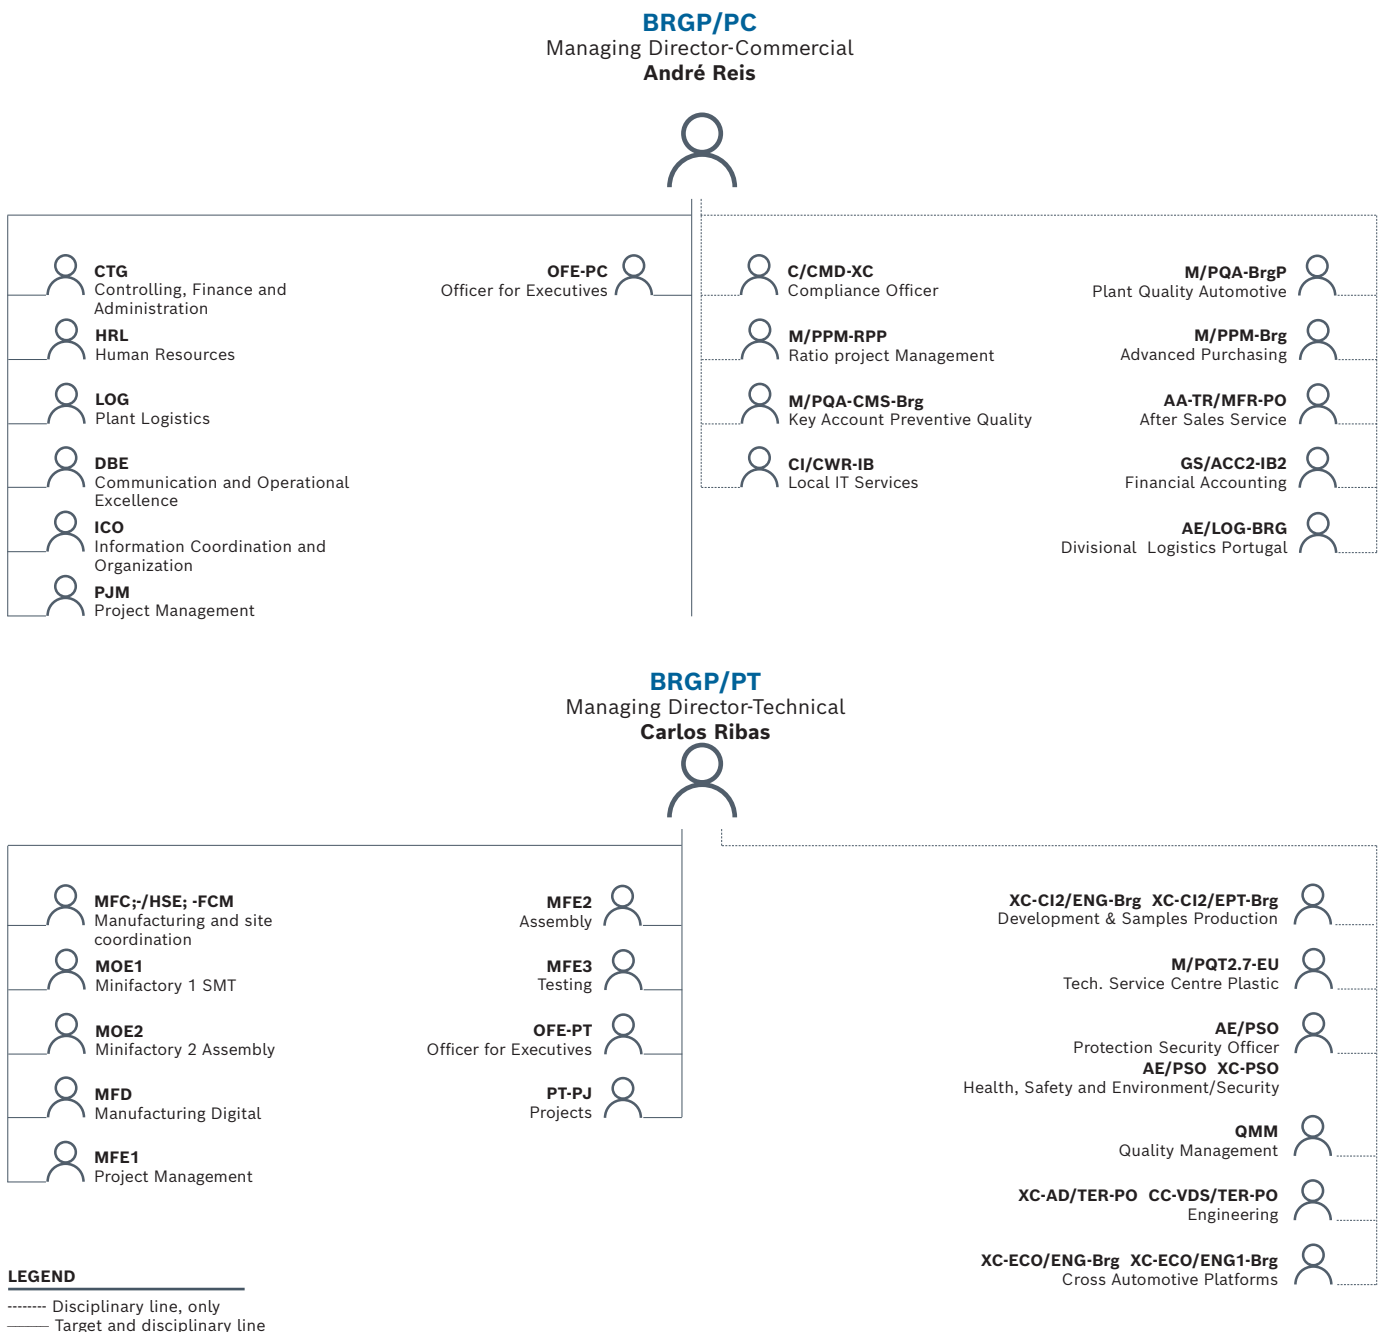 BRGP/PC
Managing Director-Commercial
André Reis
CTG
Controlling, Finance and
Administration
HRL
Human Resources
LOG
Plant Logistics
DBE
Communication and Operational
Excellence
ICO
Information Coordination and
Organization
PJM
Project Management
OFE-PC
Officer for Executives
C/CMD-XC
Compliance Officer
M/PPM-RPP
Ratio project Management
M/PQA-CMS-Brg
Key Account Preventive Quality
CI/CWR-IB
Local IT Services
M/PQA-BrgP
Plant Quality Automotive
M/PPM-Brg
Advanced Purchasing
AA-TR/MFR-PO
After Sales Service
GS/ACC2-IB2
Financial Accounting
AE/LOG-BRG
Divisional Logistics Portugal
BRGP/PT
Managing Director-Technical
Carlos Ribas
MFC;-/HSE; -FCM
Manufacturing and site
coordination
MOE1
Minifactory 1 SMT
MOE2
Minifactory 2 Assembly
MFD
Manufacturing Digital
MFE1
Project Management
MFE2
Assembly
MFE3
Testing
OFE-PT
Officer for Executives
PT-PJ
Projects
XC-CI2/ENG-Brg XC-CI2/EPT-Brg
Development & Samples Production
M/PQT2.7-EU
Tech. Service Centre Plastic
AE/PSO
Protection Security Officer
AE/PSO XC-PSO
Health, Safety and Environment/Security
QMM
Quality Management
XC-AD/TER-PO CC-VDS/TER-PO
Engineering
XC-ECO/ENG-Brg XC-ECO/ENG1-Brg
Cross Automotive Platforms
LEGEND
Disciplinary line, only
Target and disciplinary line